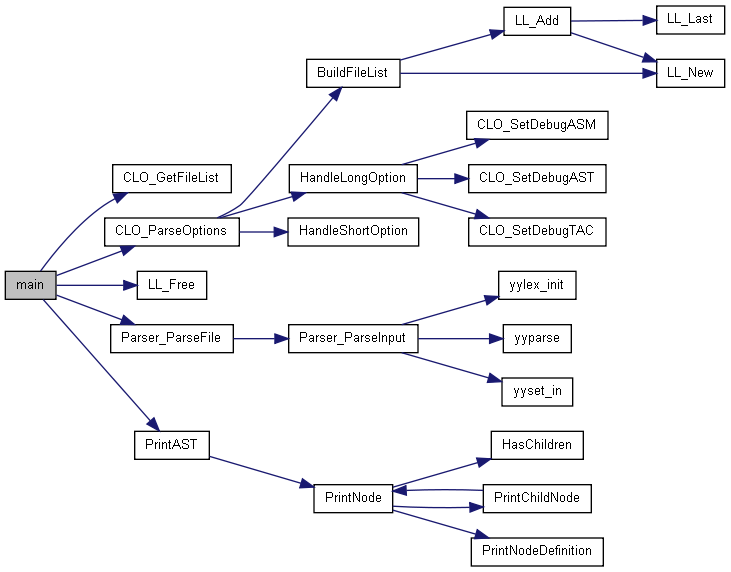 LL_Last
LL_Add
BuildFileList
LL_New
CLO_SetDebugASM
CLO_GetFileList
HandleLongOption
CLO_SetDebugAST
CLO_ParseOptions
HandleShortOption
CLO_SetDebugTAC
main
LL_Free
yylex_init
Parser_ParseFile
Parser_ParseInput
yyparse
yyset_in
PrintAST
HasChildren
PrintNode
PrintChildNode
PrintNodeDefinition